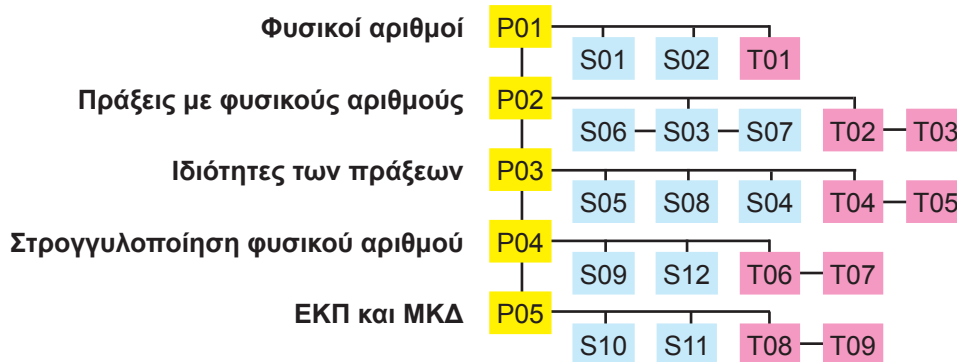 Φυσικοί αριθμοί P01
S01 S02 T01
Πράξεις με φυσικούς αριθμούς P02
S06 S03 S07 T02 T03
Ιδιότητες των πράξεων P03
S05 S08 S04 T04 T05
Στρογγυλοποίηση φυσικού αριθμού P04
S09 S12 T06 T07
ΕΚΠ και ΜΚΔ P05
S10 S11 T08 T09